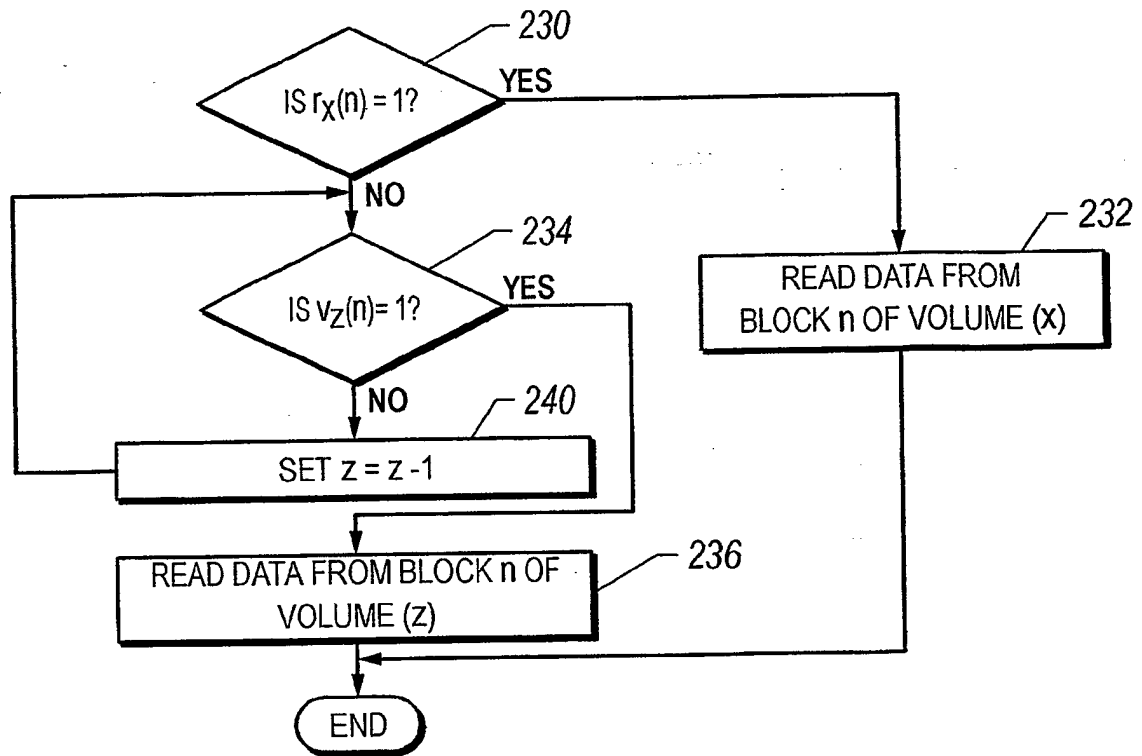 230
IS rX(n) = 1?
YES
NO
234
232
READ DATA FROM
BLOCK n OF VOLUME (x)
IS vZ(n)= 1?
YES
NO
240
SET z = z -1
236
READ DATA FROM BLOCK n OF
VOLUME (z)
END